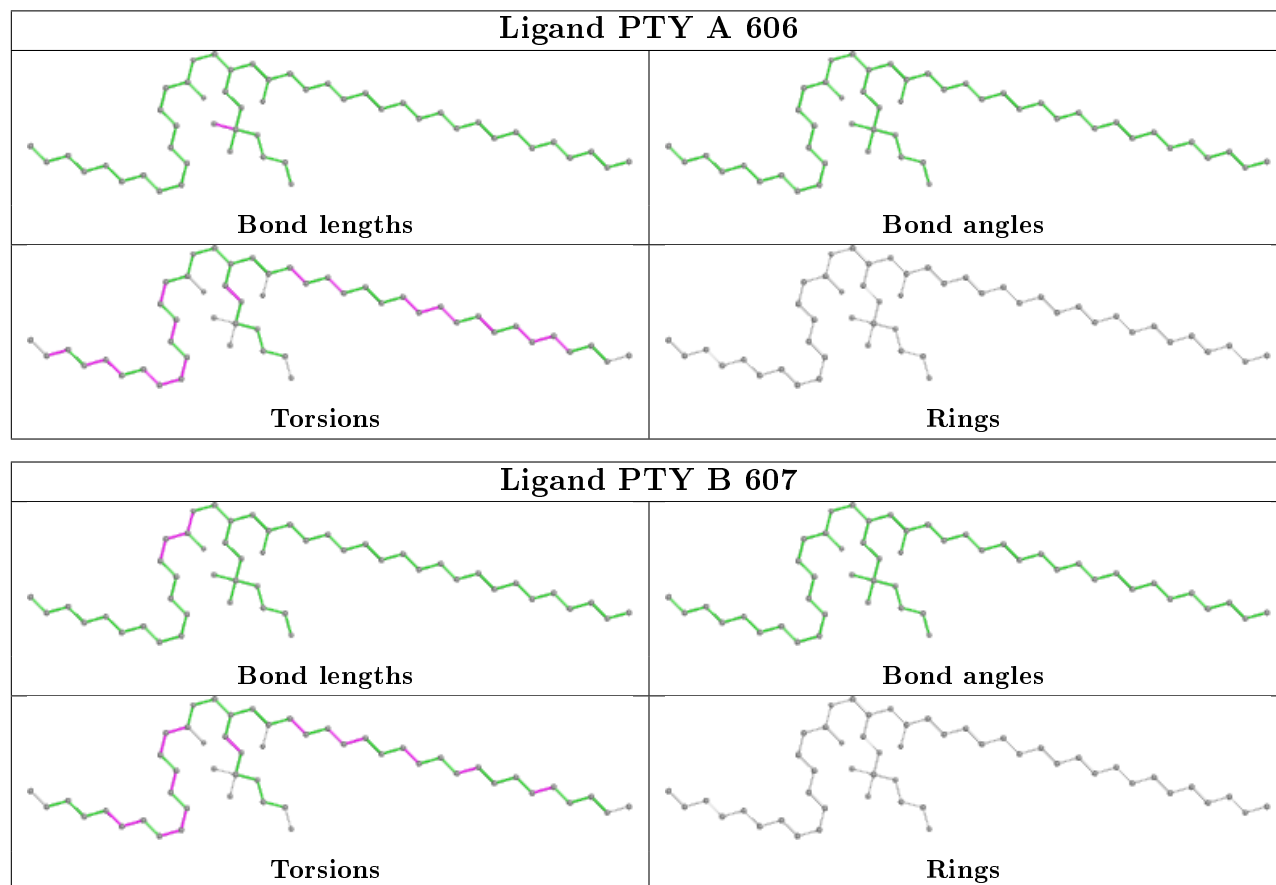 Ligand PTY A 606
Bond lengths
Bond angles
Torsions
Rings
Ligand PTY B 607
Bond lengths
Bond angles
Torsions
Rings